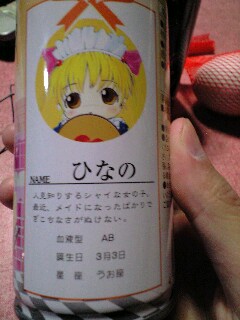 NAME ひなの
人見知りするシャイな女の子。
最近、メイドになったばかりで
ぎこちなさがぬけない。
血液型 AB
誕生日 3月3日
星座 うお座